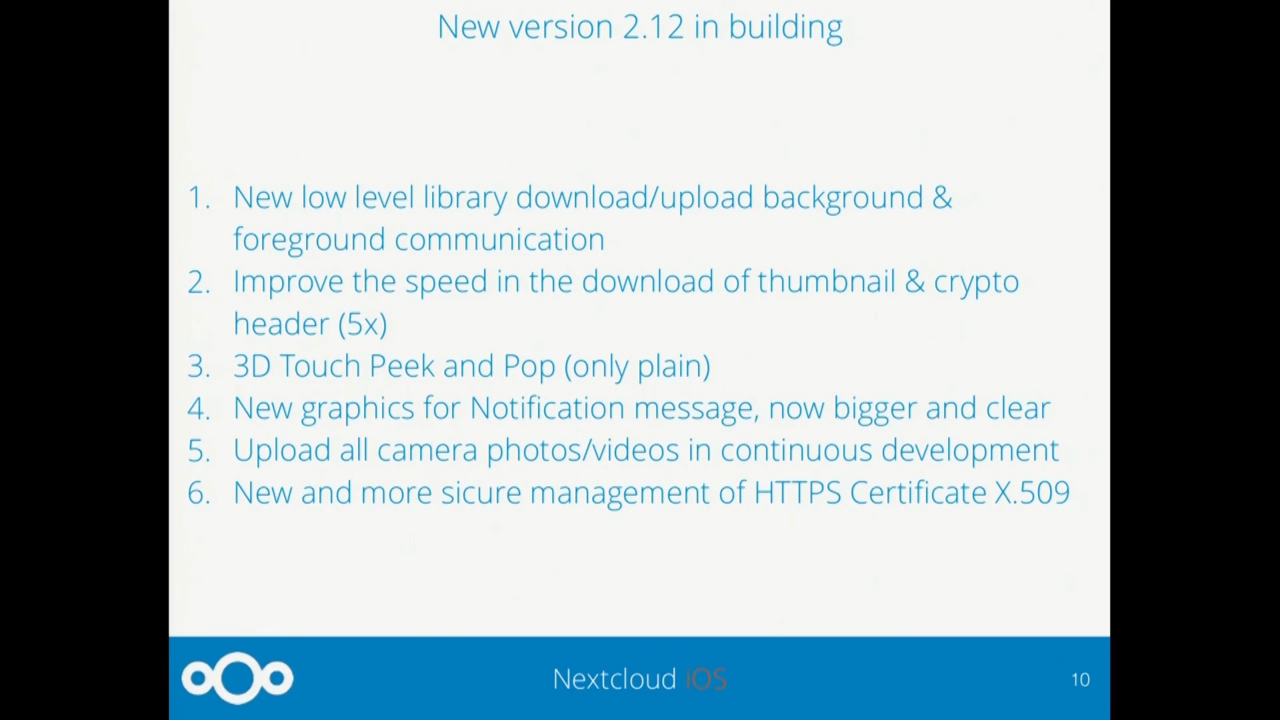 New version 2.12 in building
1. New low level library download/upload background &
foreground communication
2. Improve the speed in the download of thumbnail & crypto
header (5x)
3. 3D Touch Peek and Pop (only plain)
4. New graphics for Notification message, now bigger and clear
5. Upload all camera photos/videos in continuous development
6. New and more sicure management of HTTPS Certificate X.509
Nextcloud iOS
10